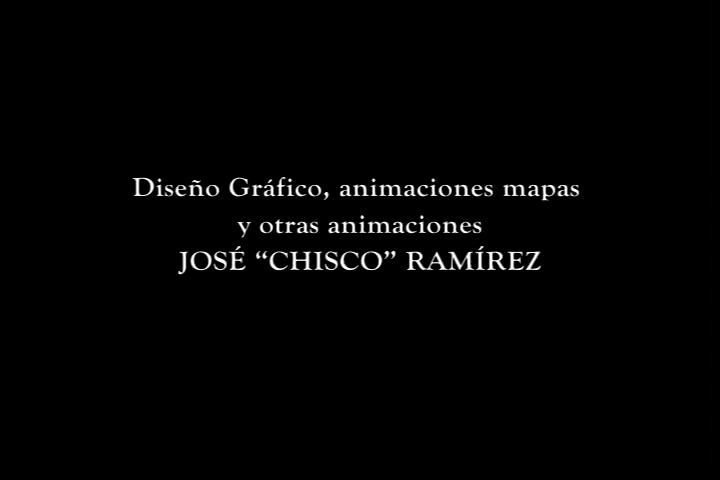 Diseño Gráfico, animaciones mapas
y otras animaciones
JOSÉ “CHISCO” RAMÍREZ